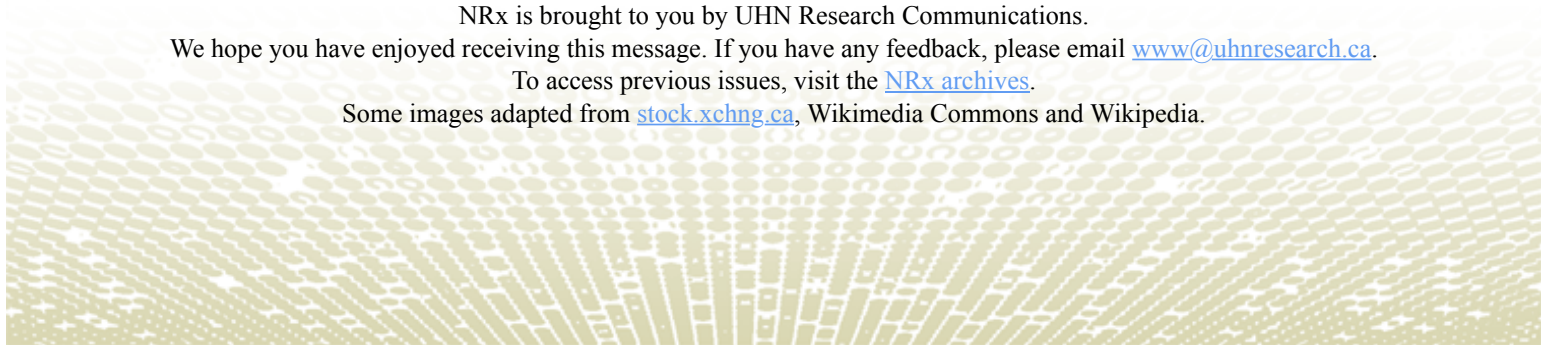 NRx is brought to you by UHN Research Communications.
We hope you have enjoyed receiving this message. If you have any feedback, please email www@uhnresearch.ca.
To access previous issues, visit the NRx archives.
Some images adapted from stock.xchng.ca, Wikimedia Commons and Wikipedia.